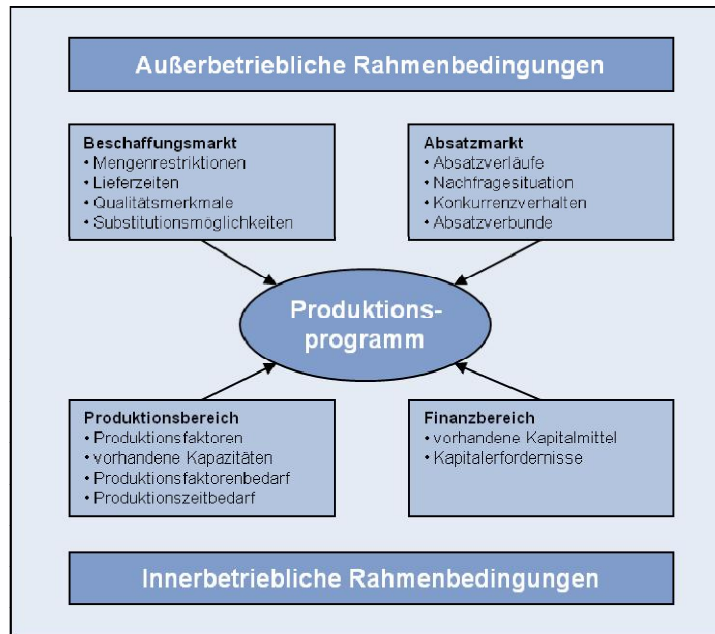 Außerbetriebliche Rahmenbedingungen
Beschaffungsmarkt
• Mengenrestriktionen
• Lieferzeiten
• Qualitätsmerkmale
• Substitutionsmöglichkeiten
Absatzmarkt
• Absatzverläufe
• Nachfragesituation
• Konkurrenzverhalten
• Absatzverbunde
Produktions-
programm
Produktionsbereich
• Produktionsfaktoren
• vorhandene Kapazitäten
• Produktionsfaktorenbedarf
• Produktionszeitbedarf
Finanzbereich
• vorhandene Kapitalmittel
• Kapitalerfordernisse
Innerbetriebliche Rahmenbedingungen